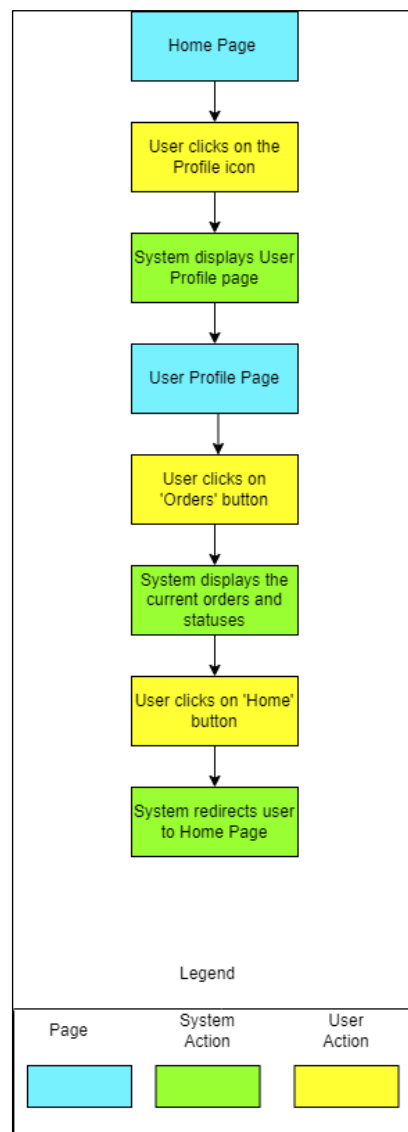 Home Page
User clicks on the
Profile icon
System displays User
Profile page
User Profile Page
User clicks on
'Orders' button
System displays the
current orders and
statuses
User clicks on 'Home'
button
System redirects user
to Home Page
Legend
Page
System
Action
User
Action